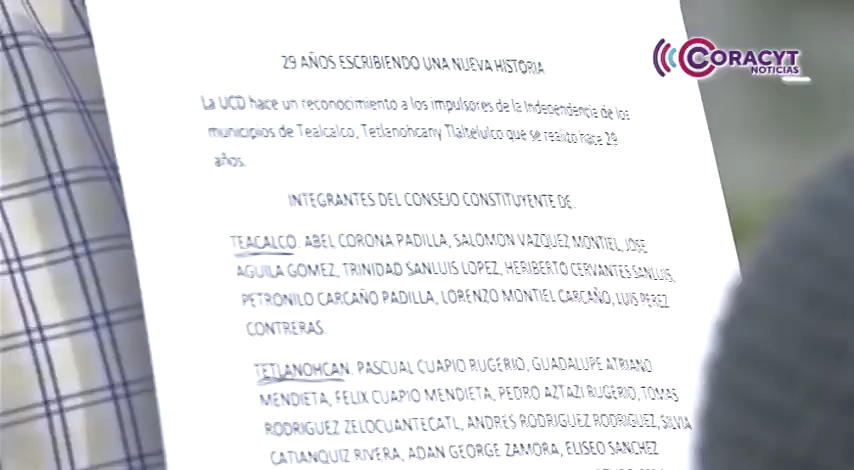 CORACYT
NOTICIAS
29 AÑOS ESCRIBIENDO UNA NUEVA HISTORIA
La UCD hace un reconocimiento a los impulsores de la Independencia de los
municipios de Tealcalco, Tetlanohcany Tlaltelulco que se realizo hace 29
años.
INTEGRANTES DEL CONSEJO CONSTITUYENTE DE.
TEACALCO. ABEL CORONA PADILLA, SALOMON VAZQUEZ MONTIEL, JOSE
AGUILA GOMEZ, TRINIDAD SANLUIS LOPEZ, HERIBERTO CERVANTES SANLUIS,
PETRONILO CARCAÑO PADILLA, LORENZO MONTIEL CARCAÑO, LUIS PEREZ
CONTRERAS.
TETLANOHCAN. PASCUAL CUAPIO RUGERIO, GUADALUPE ATRIANO
MENDIETA, FELIX CUAPIO MENDIETA, PEDRO AZTAZI RUGERIO, TOMAS
RODRIGUEZ ZELOCUANTECATL, ANDRES RODRIGUEZ RODRIGUEZ, SILVIA
CATIANQUIZ RIVERA, ADAN GEORGE ZAMORA, ELISEO SANCHEZ